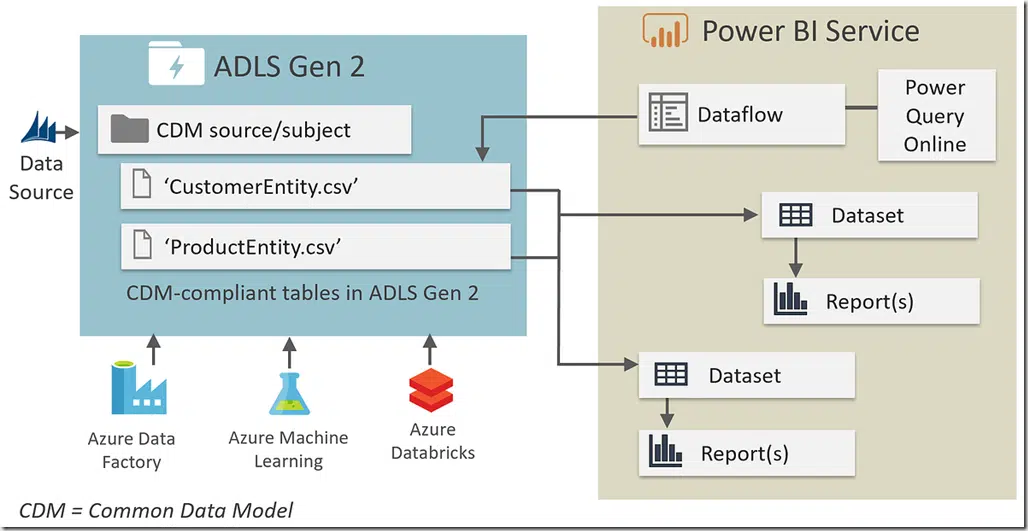 ADLS Gen 2
Power BI Service
Data
Source
CDM source/subject
‘CustomerEntity.csv’
‘ProductEntity.csv’
CDM-compliant tables in ADLS Gen 2
Dataflow
Power
Query
Online
Dataset
Report(s)
Dataset
Report(s)
Azure Data
Factory
Azure Machine
Learning
Azure
Databricks
CDM = Common Data Model